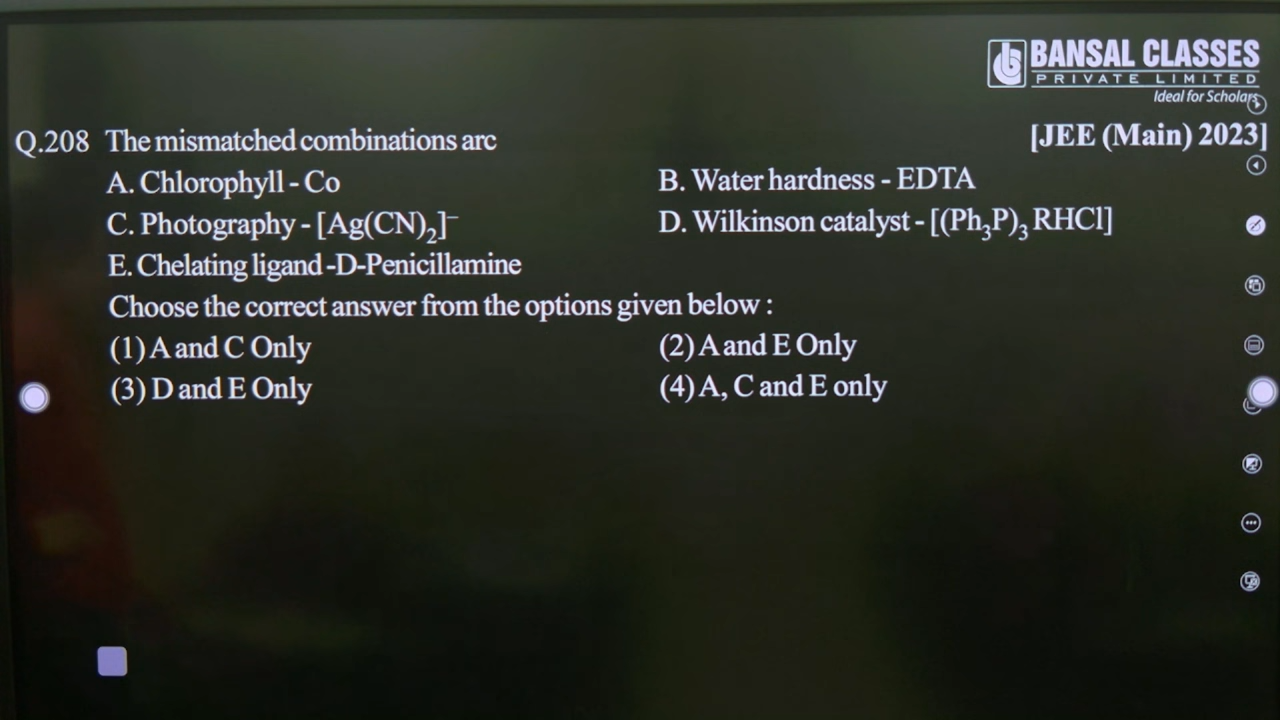 BANSAL CLASSES
PRIVATE LIMITED
Ideal for Scholars
Q.208 The mismatched combinations arc [JEE (Main) 2023]
A. Chlorophyll - Co B. Water hardness - EDTA
C. Photography - [Ag(CN)₂]⁻ D. Wilkinson catalyst - [(Ph₃P)₃ RHCl]
E. Chelating ligand -D-Penicillamine
Choose the correct answer from the options given below :
(1) A and C Only (2) A and E Only
(3) D and E Only (4) A, C and E only